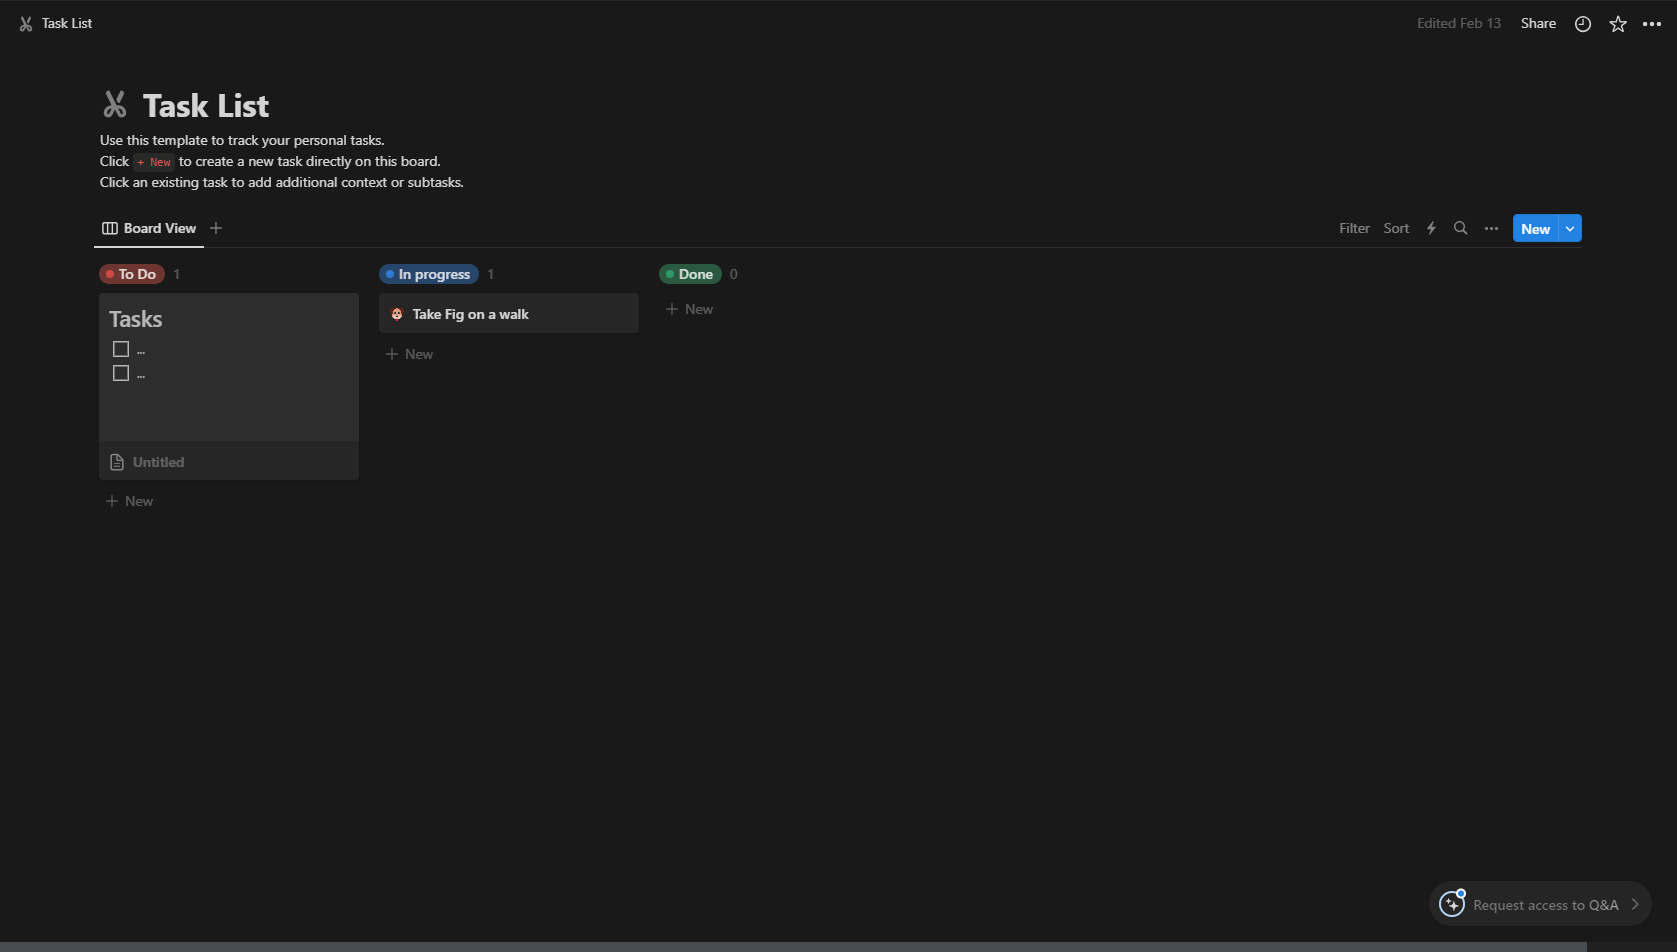 Task List
Edited Feb 13
Share
Task List
Use this template to track your personal tasks.
Click + New to create a new task directly on this board.
Click an existing task to add additional context or subtasks.
Board View
Filter
Sort
New
To Do 1
In progress 1
Done 0
Tasks
...
...
Untitled
+ New
Take Fig on a walk
+ New
+ New
Request access to Q&A